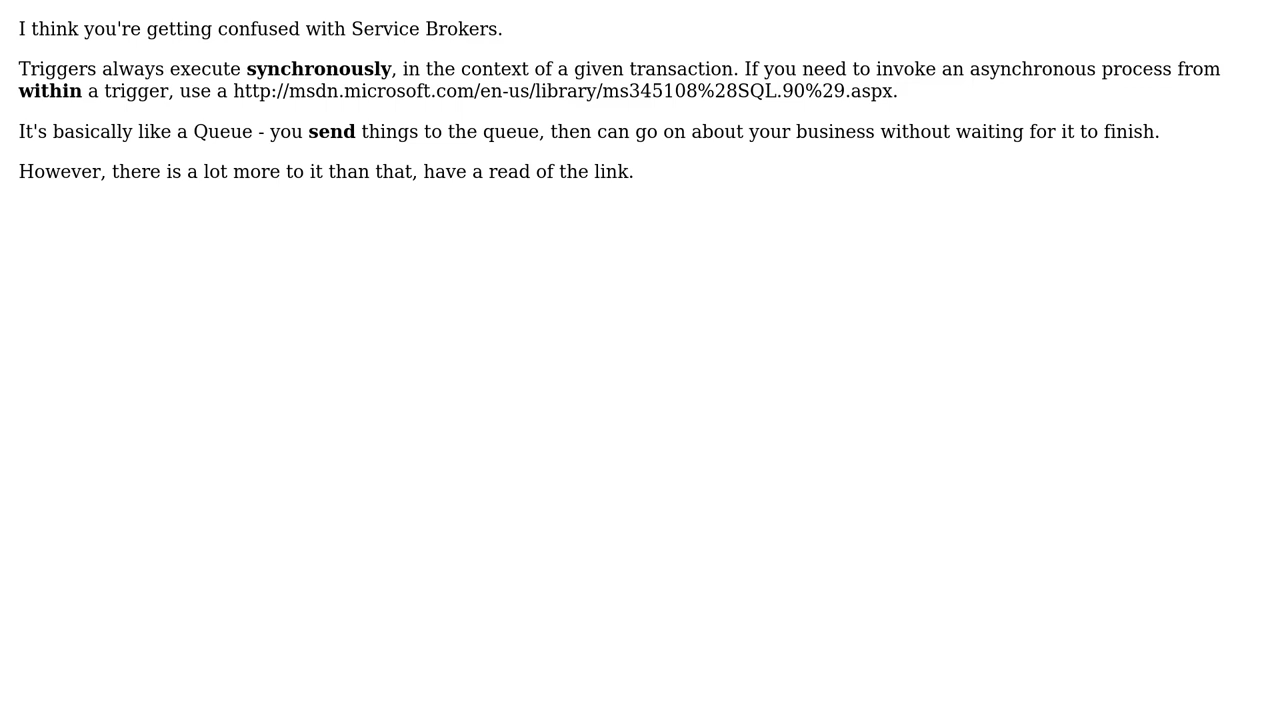 I think you're getting confused with Service Brokers.
Triggers always execute synchronously, in the context of a given transaction. If you need to invoke an asynchronous process from
within a trigger, use a http://msdn.microsoft.com/en-us/library/ms345108%28SQL.90%29.aspx.
It's basically like a Queue - you send things to the queue, then can go on about your business without waiting for it to finish.
However, there is a lot more to it than that, have a read of the link.